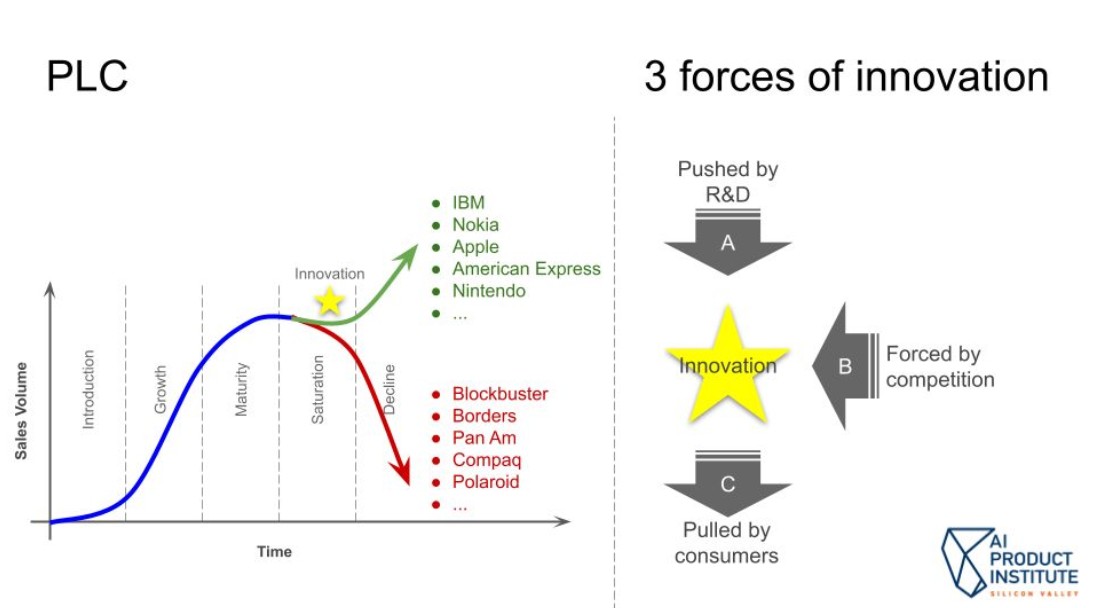 PLC
3 forces of innovation
Sales Volume
Introduction
Growth
Maturity
Saturation
Decline
Time
Innovation
● IBM
● Nokia
● Apple
● American Express
● Nintendo
● ...
● Blockbuster
● Borders
● Pan Am
● Compaq
● Polaroid
● ...
Pushed by
R&D
A
Innovation
B
Forced by
competition
C
Pulled by
consumers
AI
PRODUCT
INSTITUTE
SILICON VALLEY